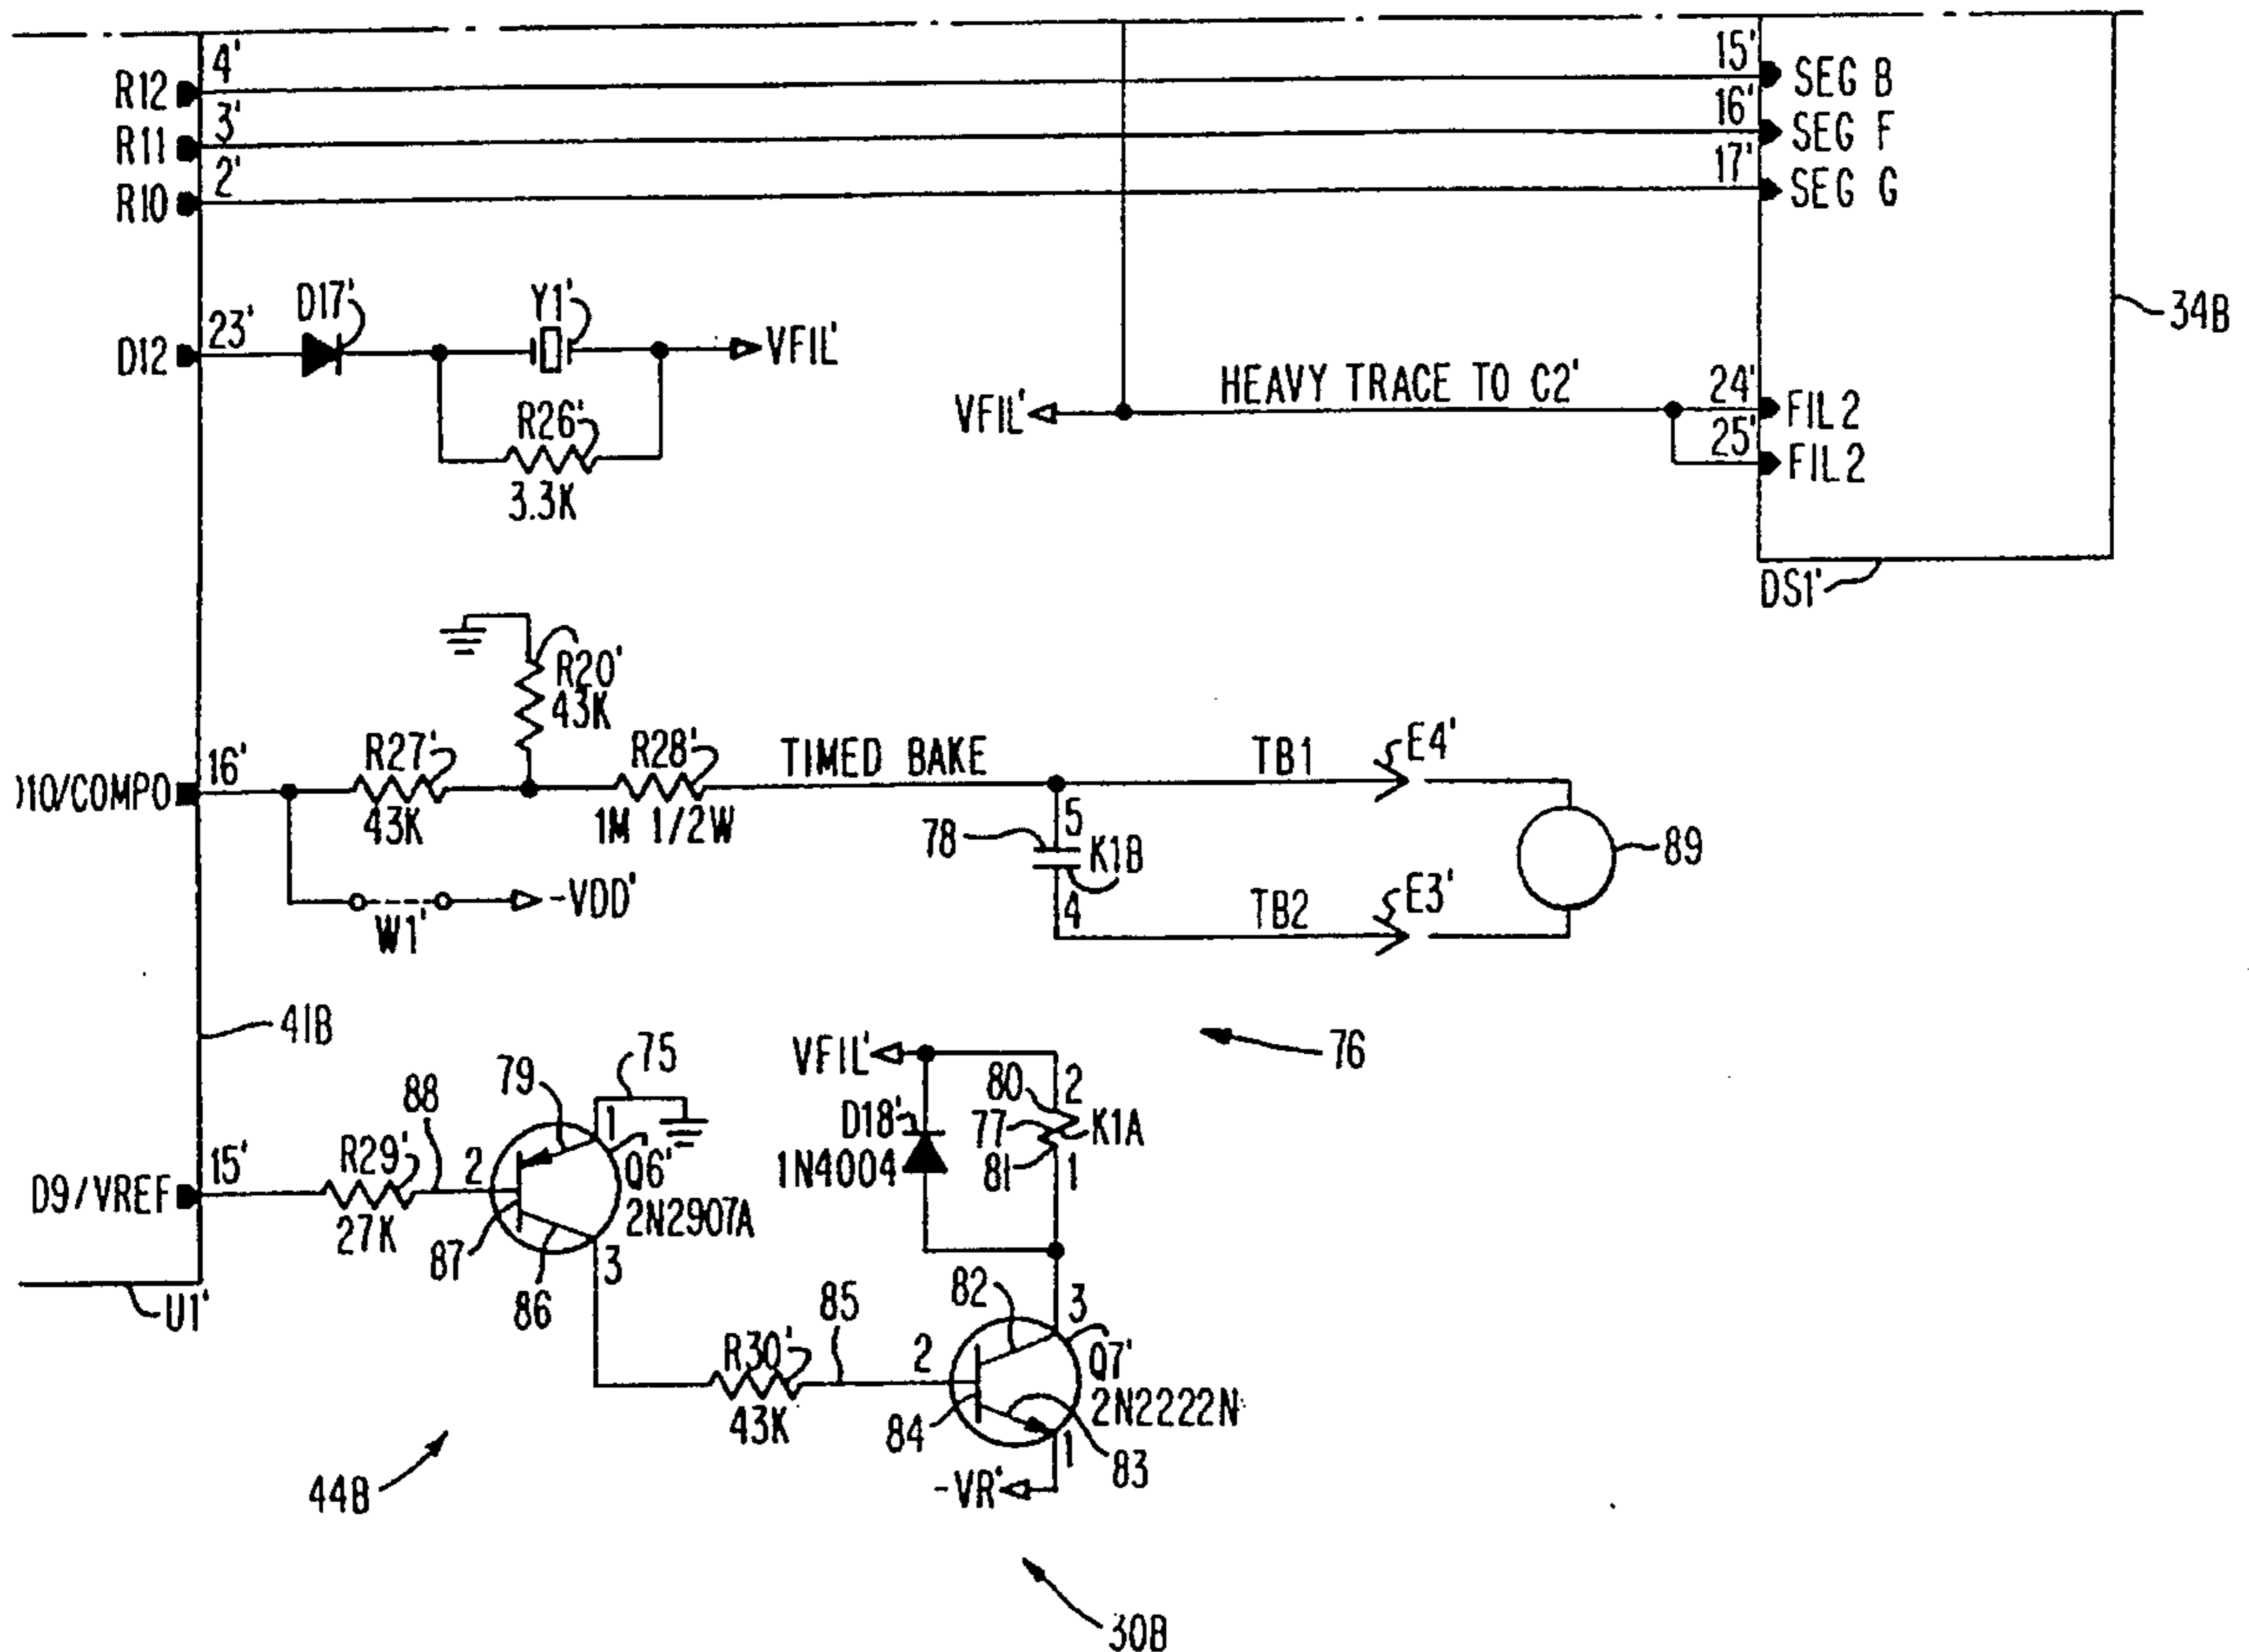 4' 15'
R12 SEG B
3' 16'
R11 SEG F
2' 17'
R10 SEG G
D17' Y1'
34B
23'
D12 VFIL'
HEAVY TRACE TO C2' 24'
VFIL' FIL2
R26' 25'
FIL2
3.3K
DS1'
R20'
43K
16' R27' R28' TIMED BAKE TB1 E4'
D10/COMPO 43K 1M 1/2W
5
78 K1B 89
4
-VDD' TB2 E3'
W1'
41B
79 75 VFIL' 76
88 80 2
1 D18' 77 K1A
15' R29' 2 Q6' 1N4004 81 1
D9/VREF
27K 2N2907A
87 3
86 82 3
U1' 85
R30' 2 Q7'
43K 84 2N2222N
1 83
44B -VR'
30B